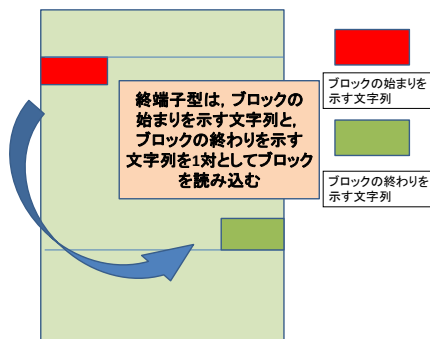 終端子型は，ブロックの
始まりを示す文字列と，
ブロックの終わりを示す
文字列を1対としてブロック
を読み込む
ブロックの始まりを
示す文字列
ブロックの終わりを
示す文字列